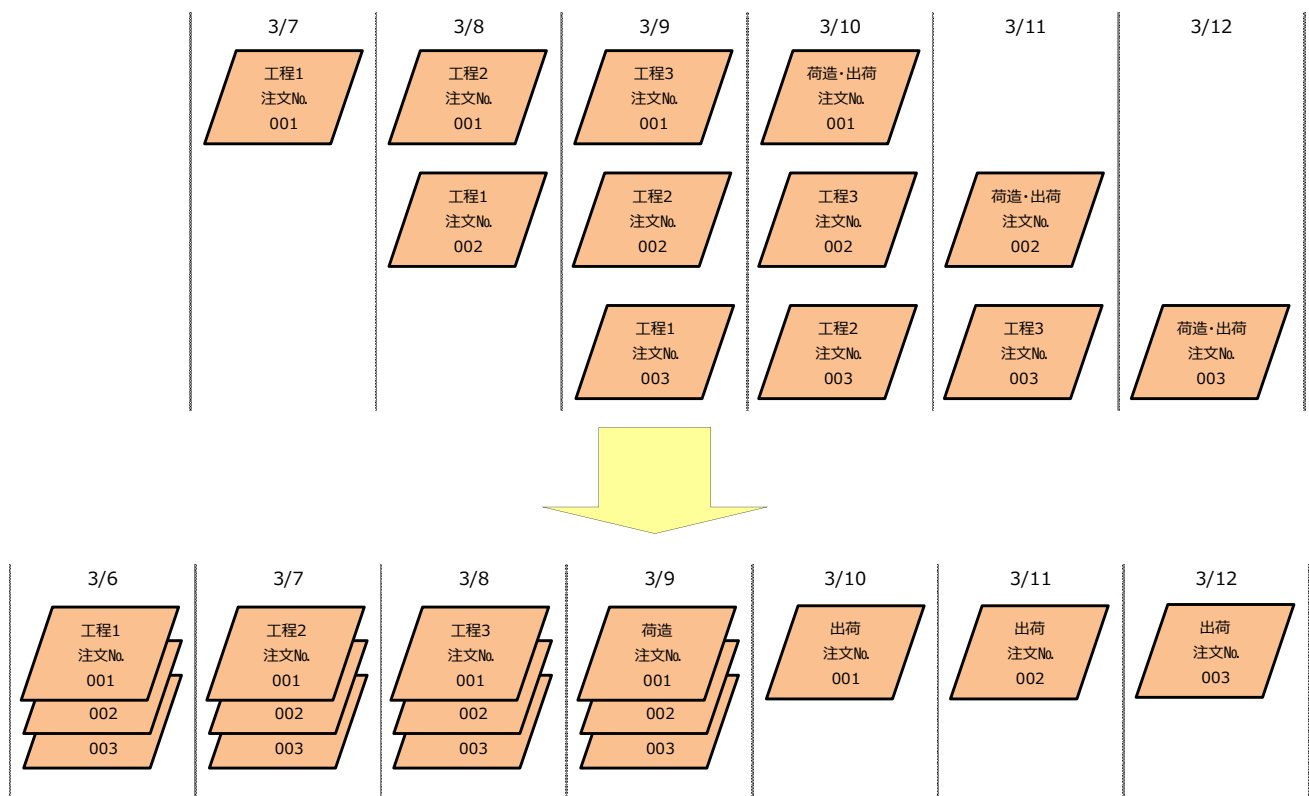 3/7 3/8 3/9 3/10 3/11 3/12
工程1 工程2 工程3 荷造・出荷
注文№ 注文№ 注文№ 注文№
001 001 001 001
工程1 工程2 工程3 荷造・出荷
注文№ 注文№ 注文№ 注文№
002 002 002 002
工程1 工程2 工程3 荷造・出荷
注文№ 注文№ 注文№ 注文№
003 003 003 003
3/6 3/7 3/8 3/9 3/10 3/11 3/12
工程1 工程2 工程3 荷造 出荷 出荷 出荷
注文№ 注文№ 注文№ 注文№ 注文№ 注文№ 注文№
001 001 001 001 001 002 003
002 002 002 002
003 003 003 003